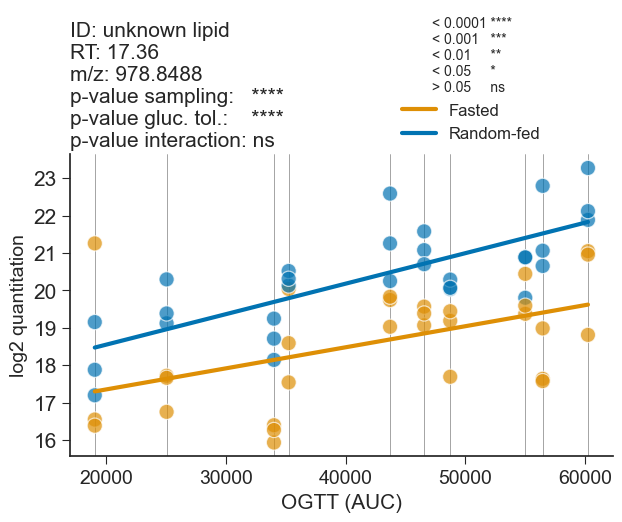 ID: unknown lipid
RT: 17.36
m/z: 978.8488
p-value sampling: ****
p-value gluc. tol.: ****
p-value interaction: ns
< 0.0001 ****
< 0.001 ***
< 0.01 **
< 0.05 *
> 0.05 ns
Fasted
Random-fed
23
22
21
20
19
18
17
16
log2 quantitation
20000 30000 40000 50000 60000
OGTT (AUC)